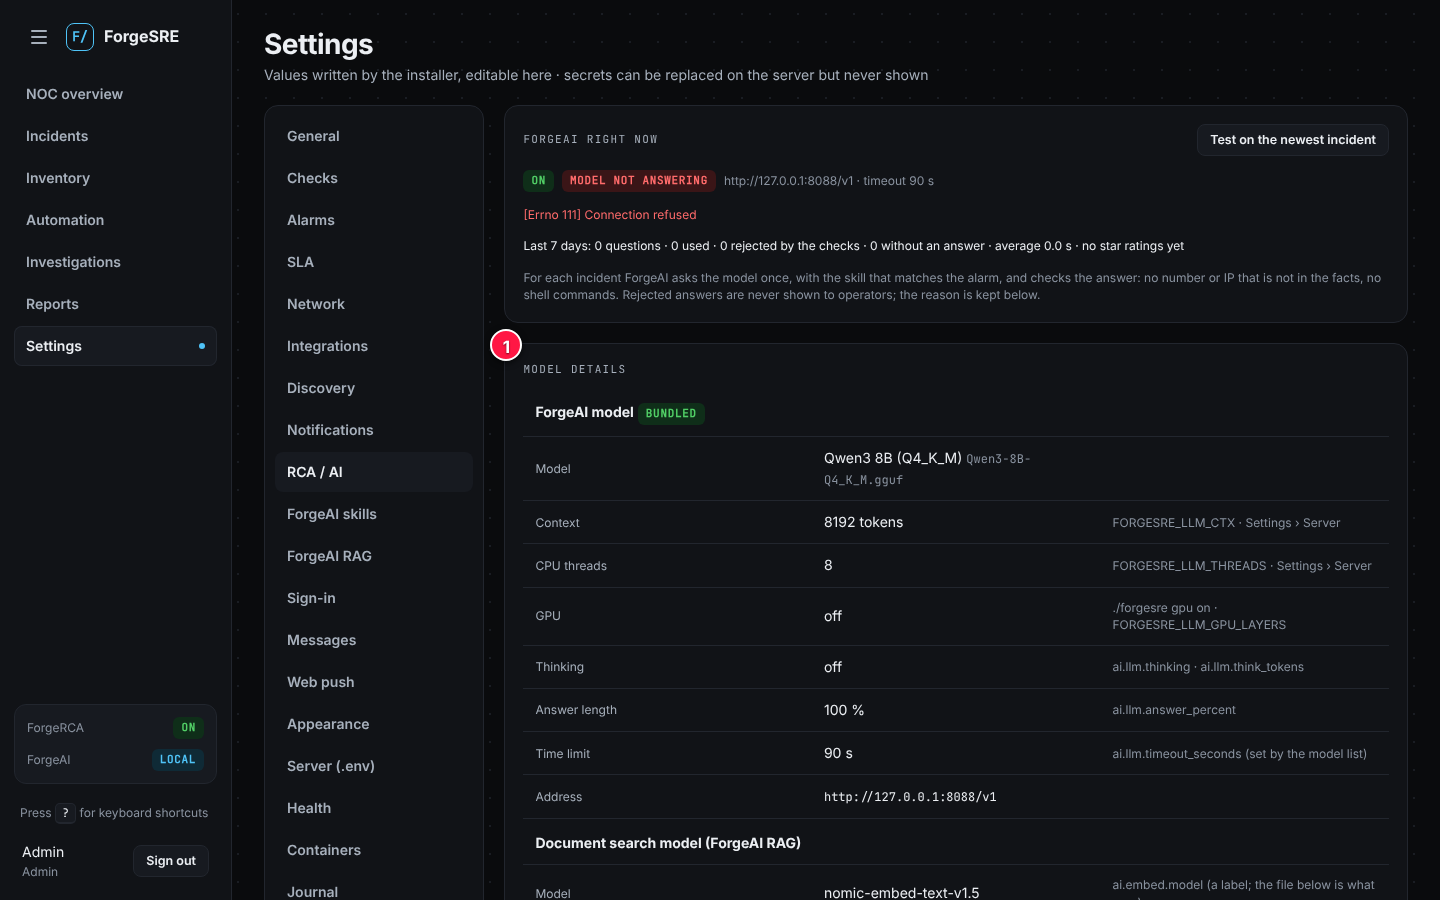 F/ ForgeSRE
NOC overview
Incidents
Inventory
Automation
Investigations
Reports
Settings
ForgeRCA ON
ForgeAI LOCAL
Press ? for keyboard shortcuts
Admin
Admin
Sign out
Settings
Values written by the installer, editable here · secrets can be replaced on the server but never shown
General
Checks
Alarms
SLA
Network
Integrations
Discovery
Notifications
RCA / AI
ForgeAI skills
ForgeAI RAG
Sign-in
Messages
Web push
Appearance
Server (.env)
Health
Containers
Journal
FORGEAI RIGHT NOW
Test on the newest incident
ON MODEL NOT ANSWERING http://127.0.0.1:8088/v1 · timeout 90 s
[Errno 111] Connection refused
Last 7 days: 0 questions · 0 used · 0 rejected by the checks · 0 without an answer · average 0.0 s · no star ratings yet
For each incident ForgeAI asks the model once, with the skill that matches the alarm, and checks the answer: no number or IP that is not in the facts, no
shell commands. Rejected answers are never shown to operators; the reason is kept below.
1
MODEL DETAILS
ForgeAI model BUNDLED
Model Qwen3 8B (Q4_K_M) Qwen3-8B-
Q4_K_M.gguf
Context 8192 tokens FORGESRE_LLM_CTX · Settings › Server
CPU threads 8 FORGESRE_LLM_THREADS · Settings › Server
GPU off ./forgesre gpu on ·
FORGESRE_LLM_GPU_LAYERS
Thinking off ai.llm.thinking · ai.llm.think_tokens
Answer length 100 % ai.llm.answer_percent
Time limit 90 s ai.llm.timeout_seconds (set by the model list)
Address http://127.0.0.1:8088/v1
Document search model (ForgeAI RAG)
Model nomic-embed-text-v1.5 ai.embed.model (a label; the file below is what